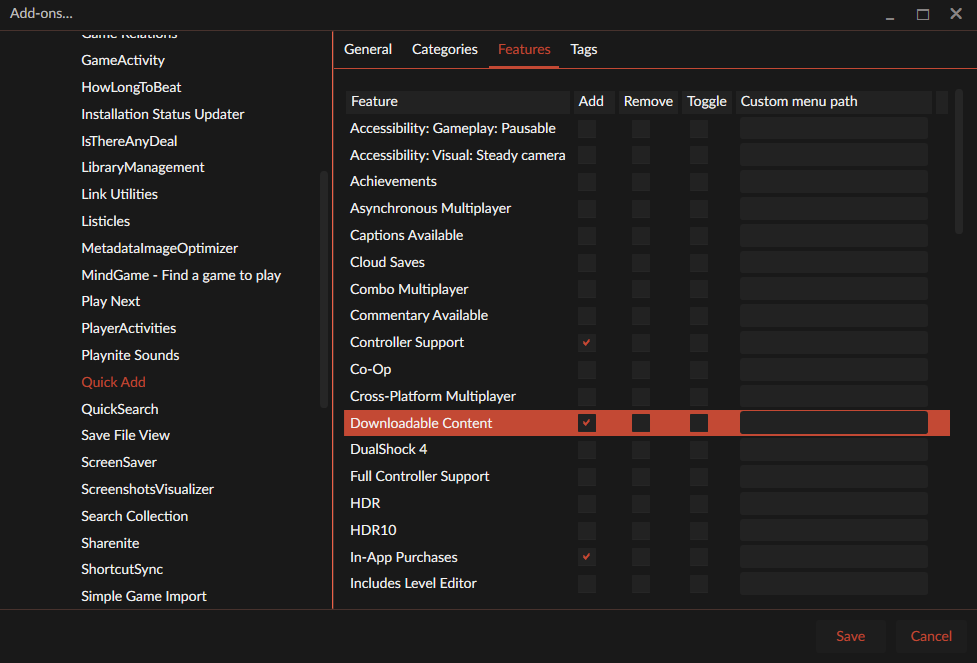 Add-ons...
Game Relations
GameActivity
HowLongToBeat
Installation Status Updater
IsThereAnyDeal
LibraryManagement
Link Utilities
Listicles
MetadataImageOptimizer
MindGame - Find a game to play
Play Next
PlayerActivities
Playnite Sounds
Quick Add
QuickSearch
Save File View
ScreenSaver
ScreenshotsVisualizer
Search Collection
Sharenite
ShortcutSync
Simple Game Import
General Categories Features Tags
Feature Add Remove Toggle Custom menu path
Accessibility: Gameplay: Pausable
Accessibility: Visual: Steady camera
Achievements
Asynchronous Multiplayer
Captions Available
Cloud Saves
Combo Multiplayer
Commentary Available
Controller Support
Co-Op
Cross-Platform Multiplayer
Downloadable Content
DualShock 4
Full Controller Support
HDR
HDR10
In-App Purchases
Includes Level Editor
Save Cancel